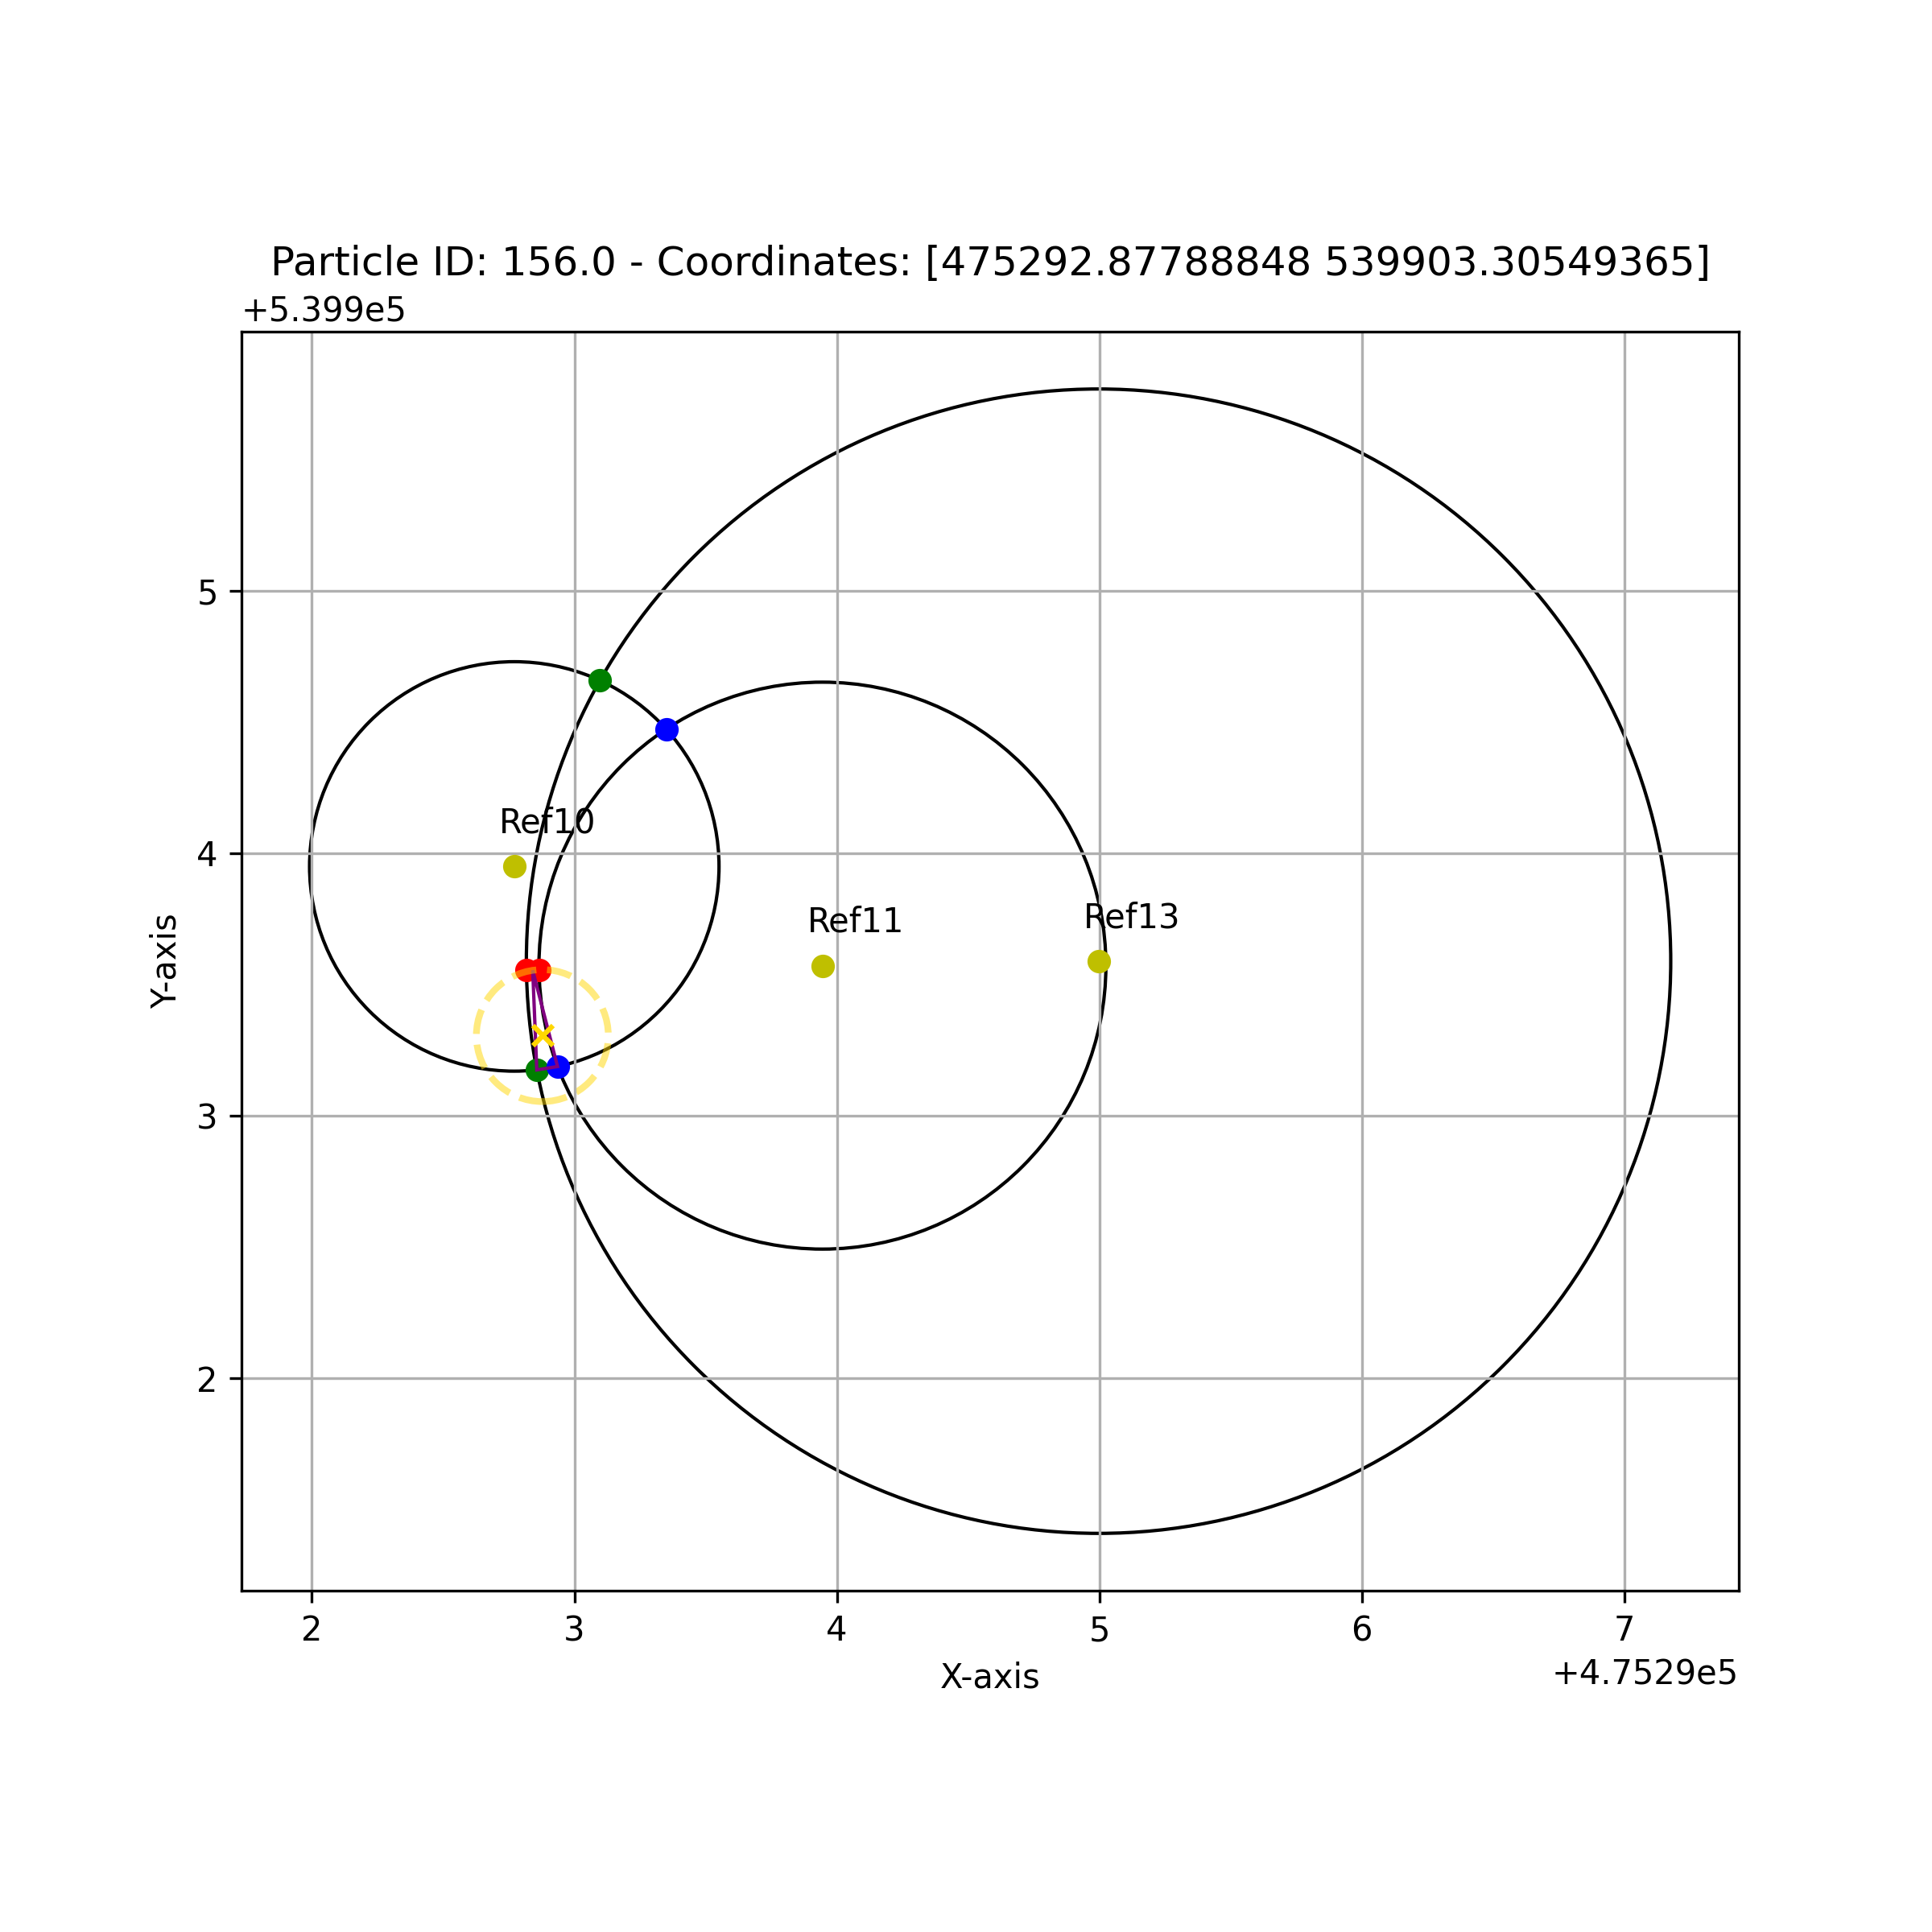 Particle ID: 156.0 - Coordinates: [475292.87788848 539903.30549365]
+5.399e5
5
Ref10
4
Ref11
Ref13
Y-axis
3
2
2 3 4 5 6 7
X-axis
+4.7529e5